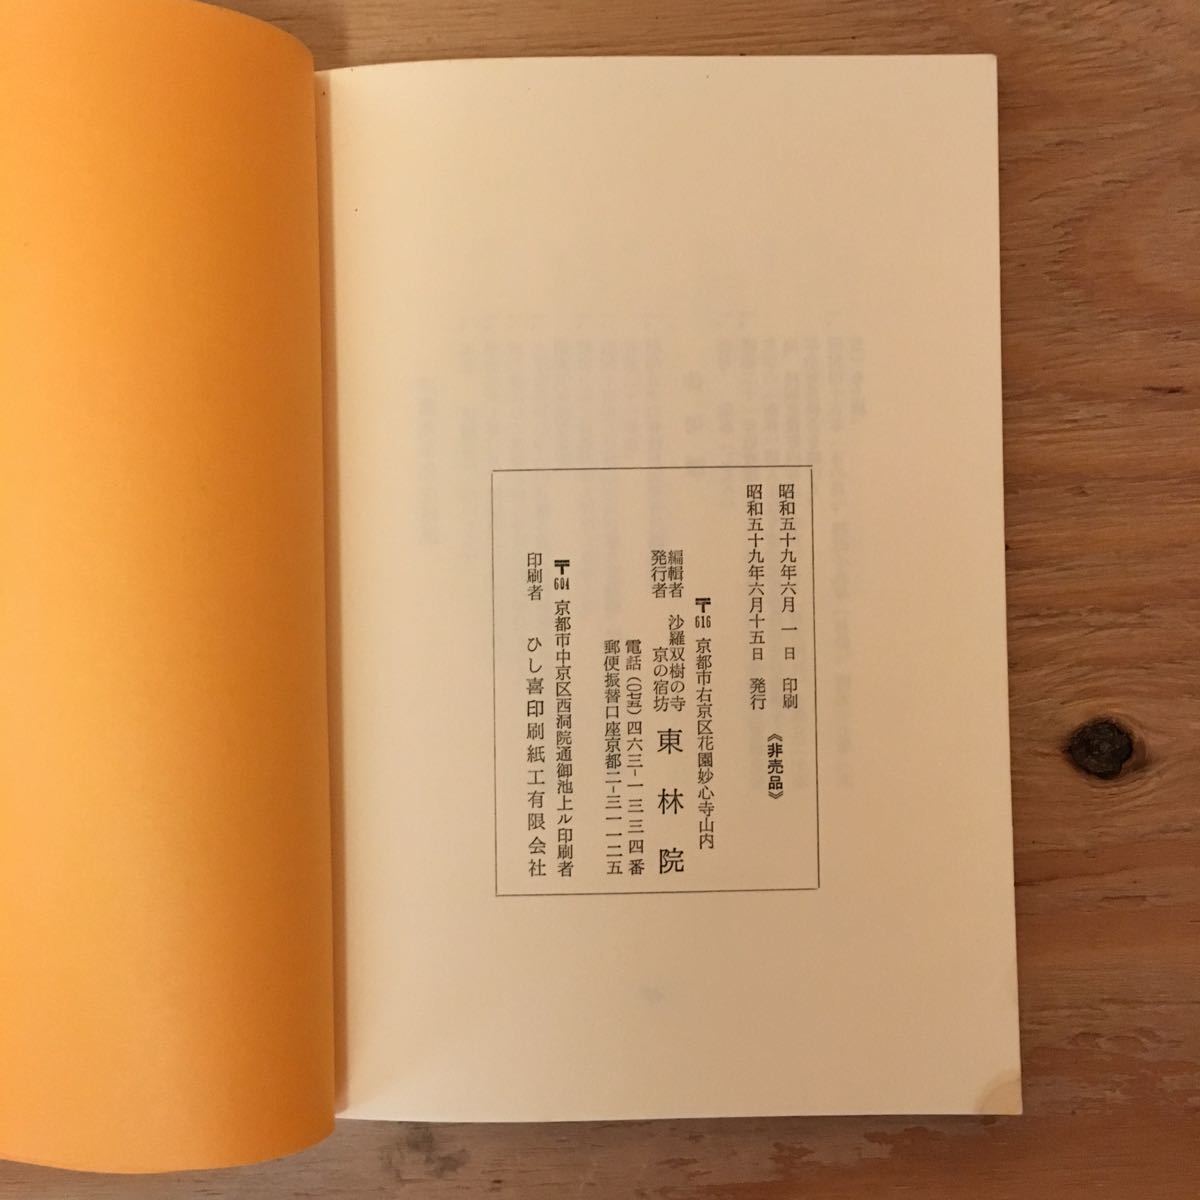 昭和五十九年六月 一 日 印刷
昭和五十九年六月十五日 発行
《非売品》
〒616 京都市右京区花園妙心寺山内
編輯者
発行者
沙羅双樹の寺
京の宿坊
東林院
電話(〇七五)四六三-一三三四番
郵便振替口座京都二-三一一二五
〒604 京都市中京区西洞院通御池上ル印刷者
印刷者 ひし喜印刷紙工有限会社